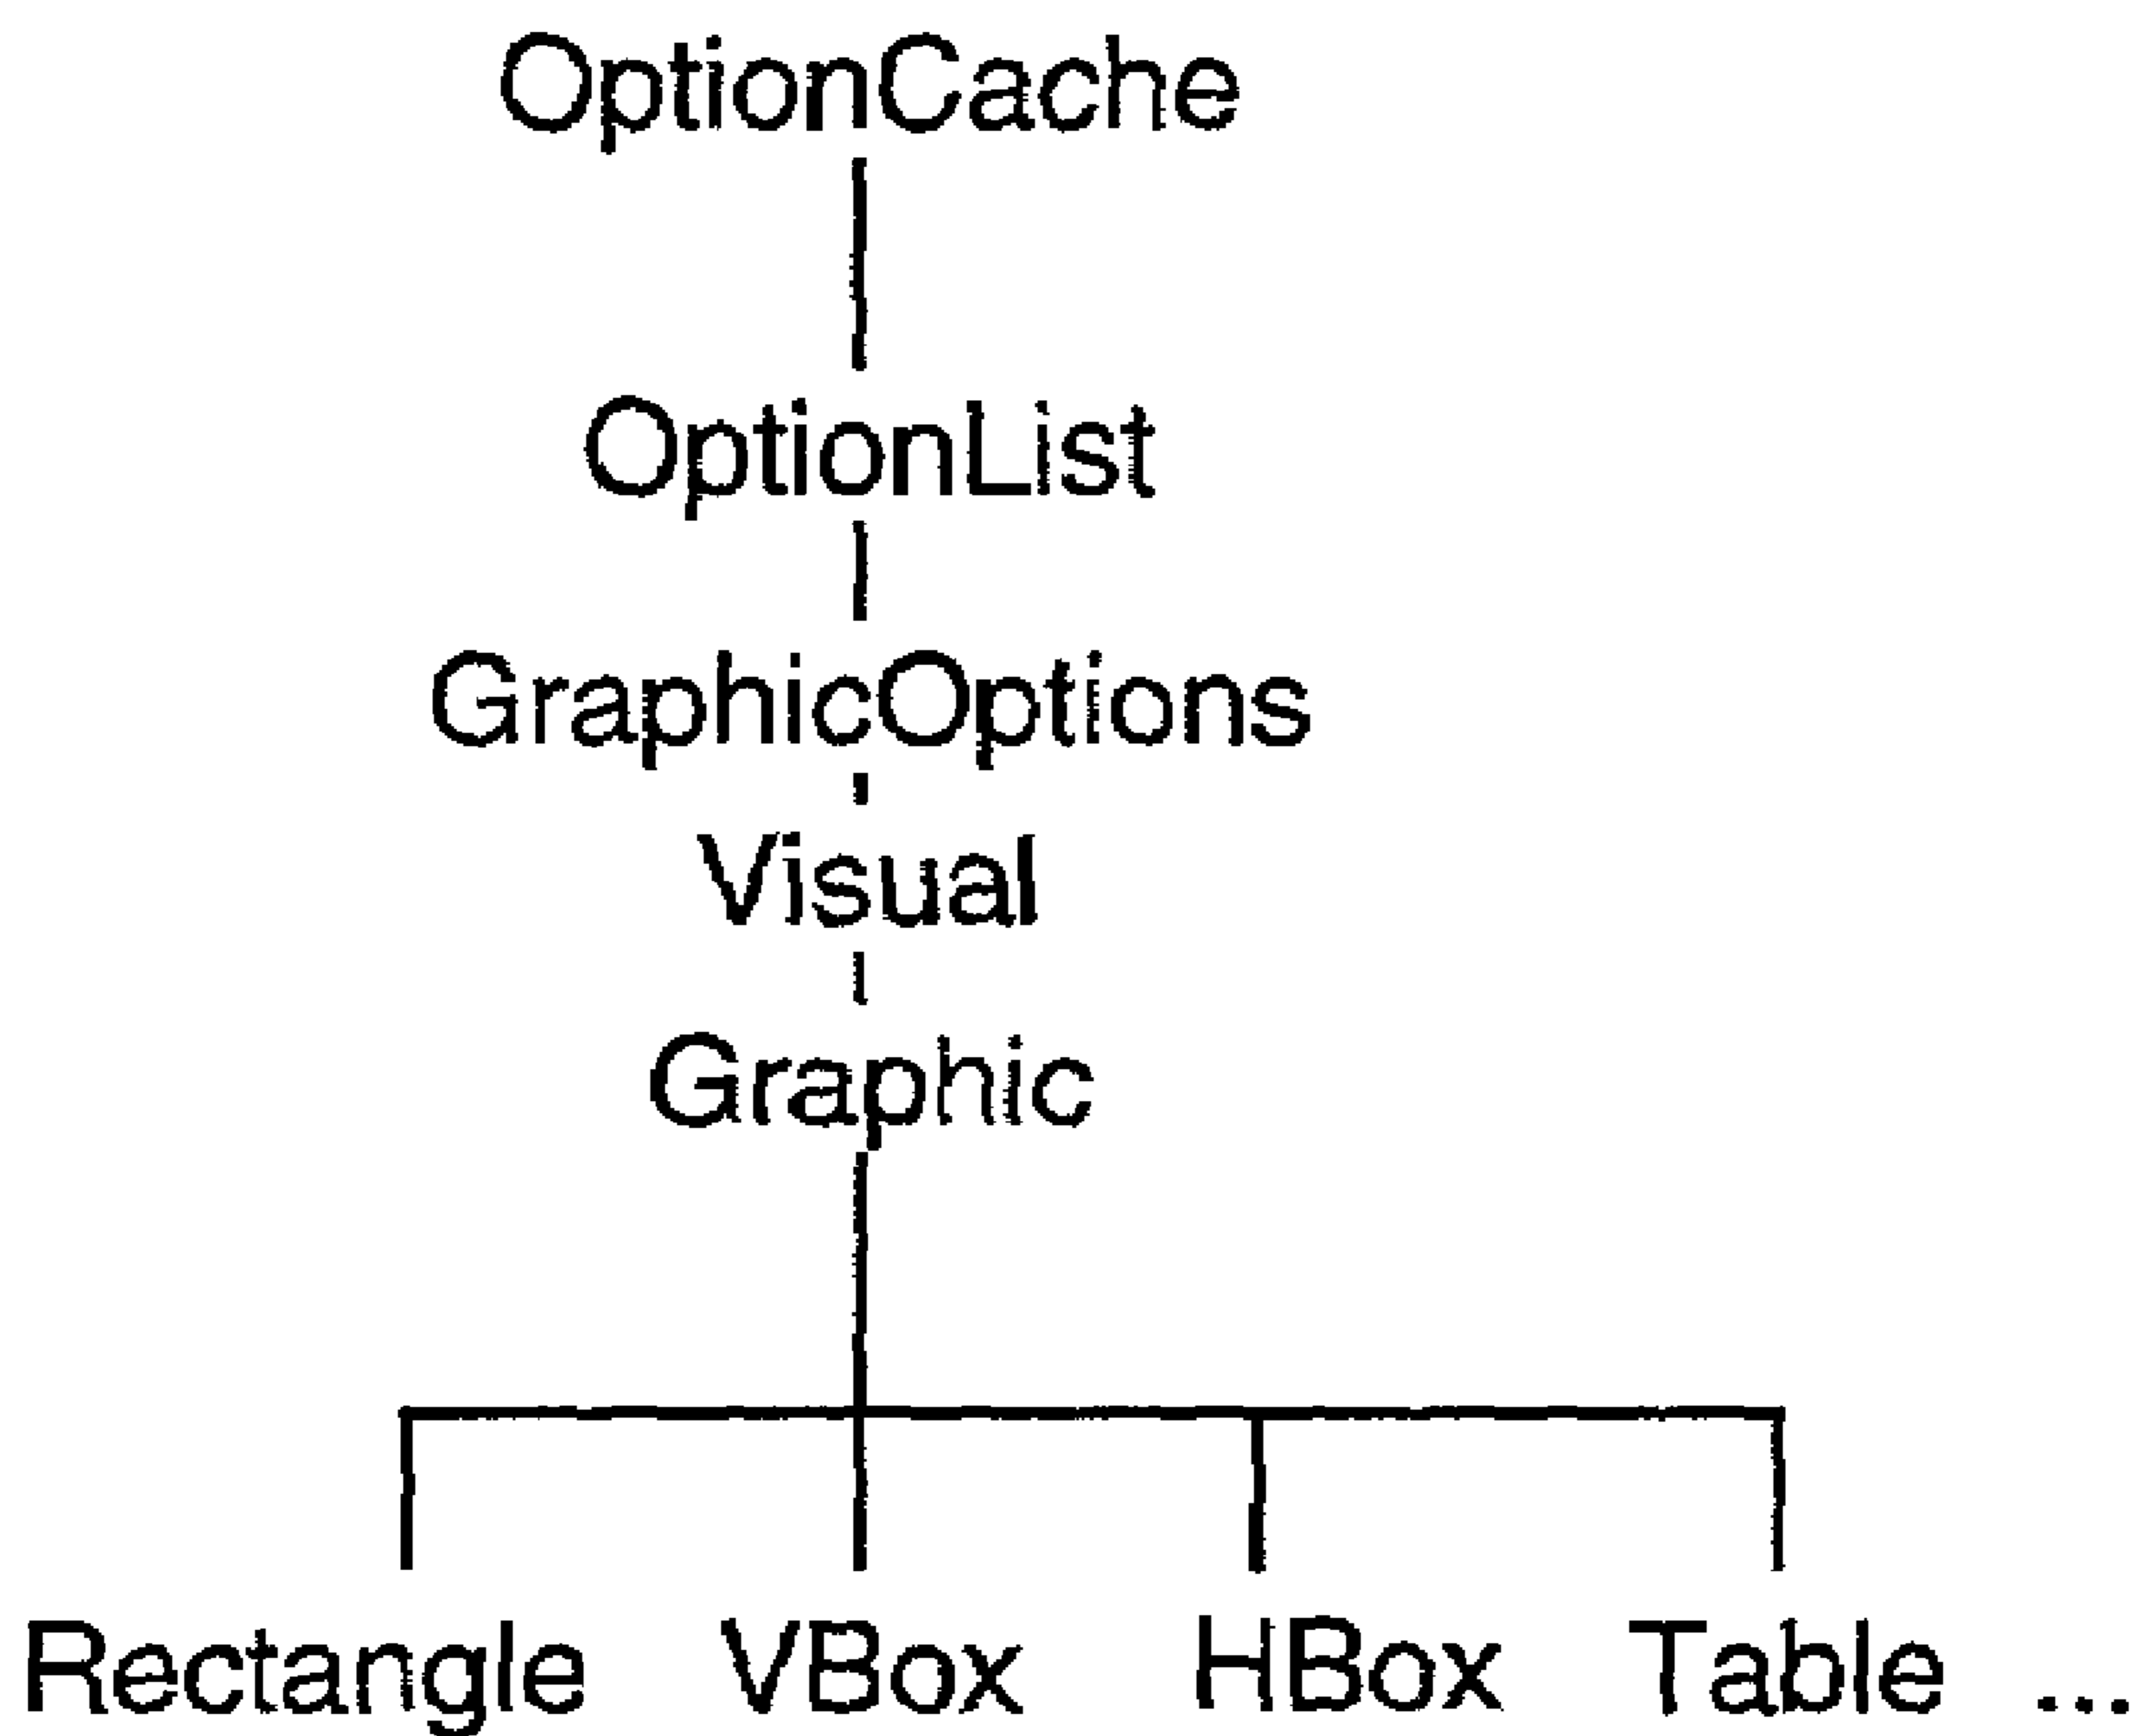 OptionCache
OptionList
GraphicOptions
Visual
Graphic
Rectangle VBox HBox Table ...